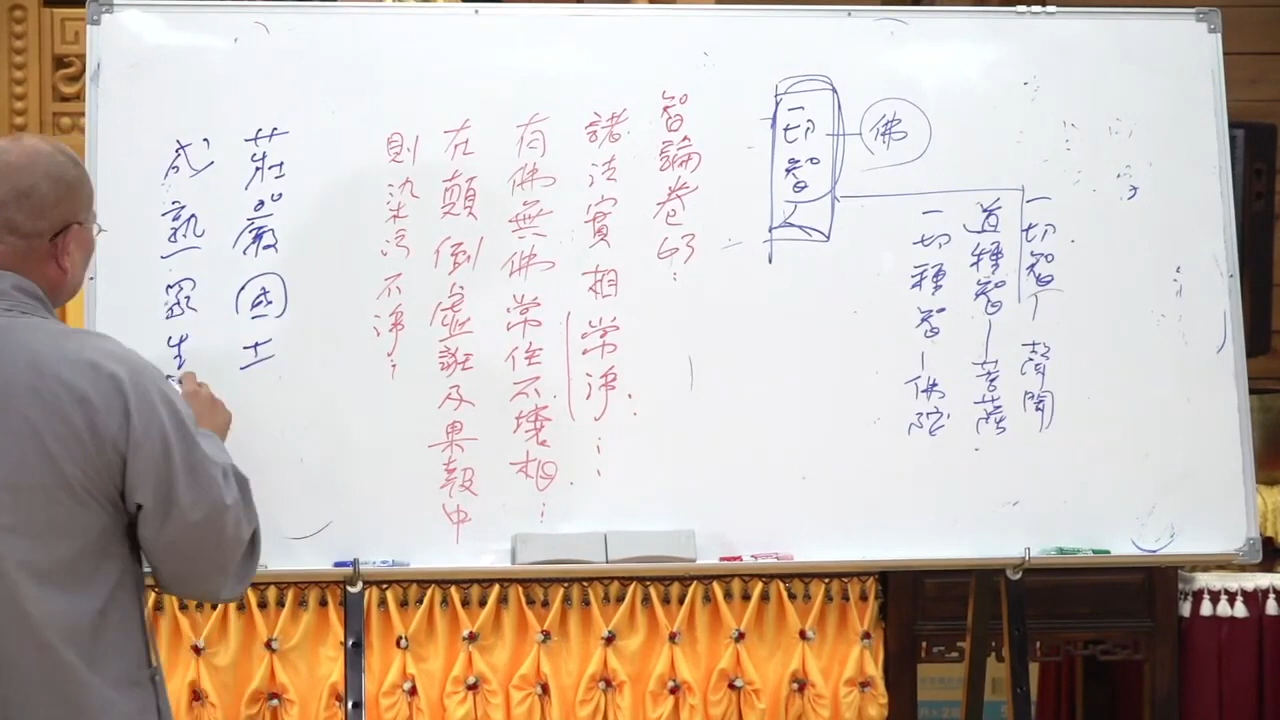 一切智－聲聞
道種智－菩薩
一切種智－佛陀
佛
一切智
智論卷63:
諸法實相常淨……
有佛無佛常住不壞相…
在顛倒虛誑及果報中
則染污不淨;
莊嚴國土
成熟眾生